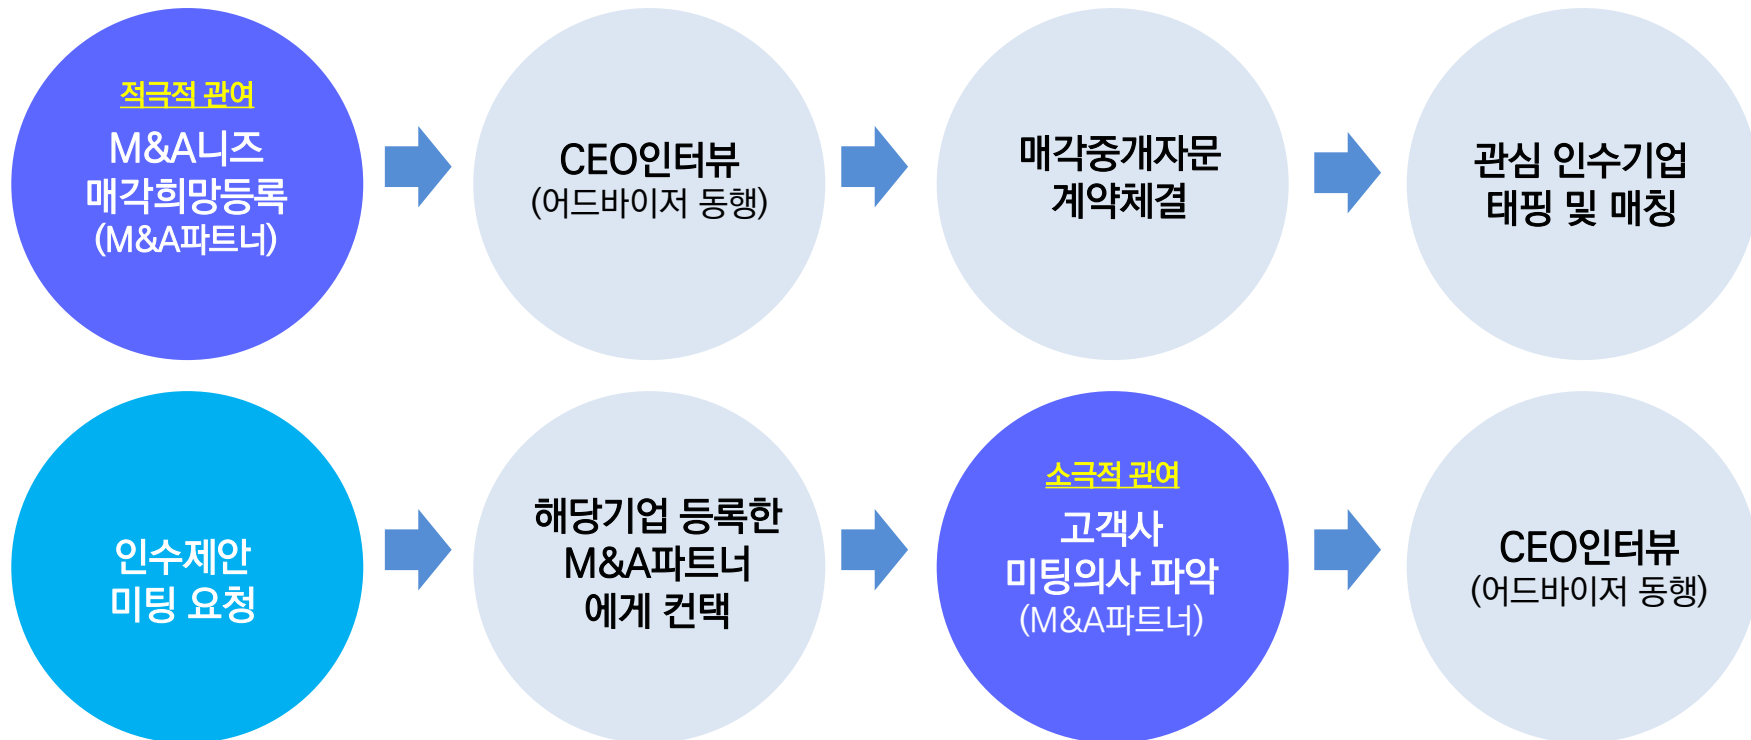 적극적 관여
M&A니즈
매각희망등록
(M&A파트너)
CEO인터뷰
(어드바이저 동행)
매각중개자문
계약체결
관심 인수기업
태핑 및 매칭
인수제안
미팅 요청
해당기업 등록한
M&A파트너
에게 컨택
소극적 관여
고객사
미팅의사 파악
(M&A파트너)
CEO인터뷰
(어드바이저 동행)